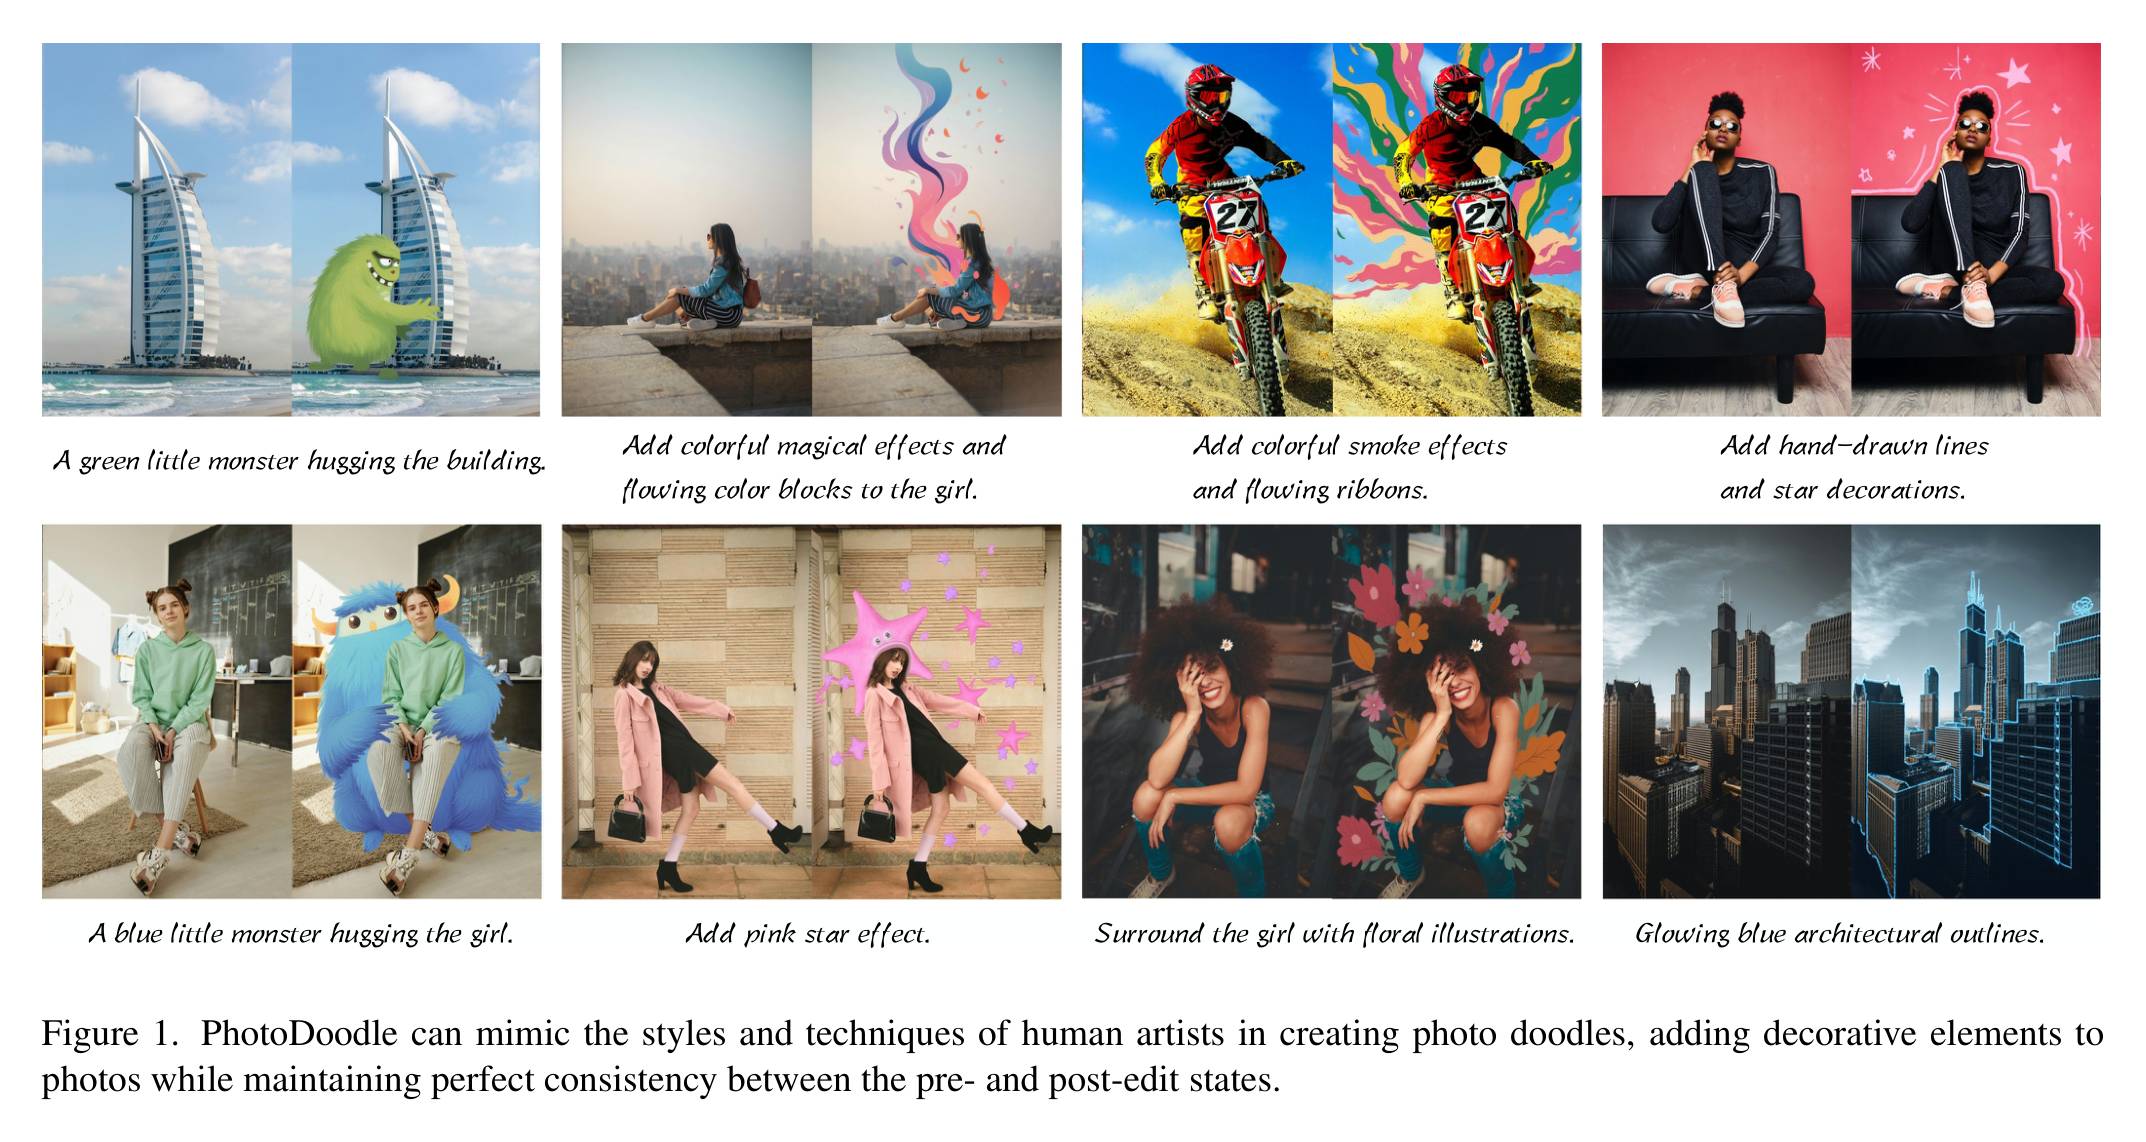 A green little monster hugging the building.
Add colorful magical effects and
flowing color blocks to the girl.
Add colorful smoke effects
and flowing ribbons.
Add hand-drawn lines
and star decorations.
27
27
A blue little monster hugging the girl.
Add pink star effect.
Surround the girl with floral illustrations.
Glowing blue architectural outlines.
Figure 1. PhotoDoodle can mimic the styles and techniques of human artists in creating photo doodles, adding decorative elements to
photos while maintaining perfect consistency between the pre- and post-edit states.